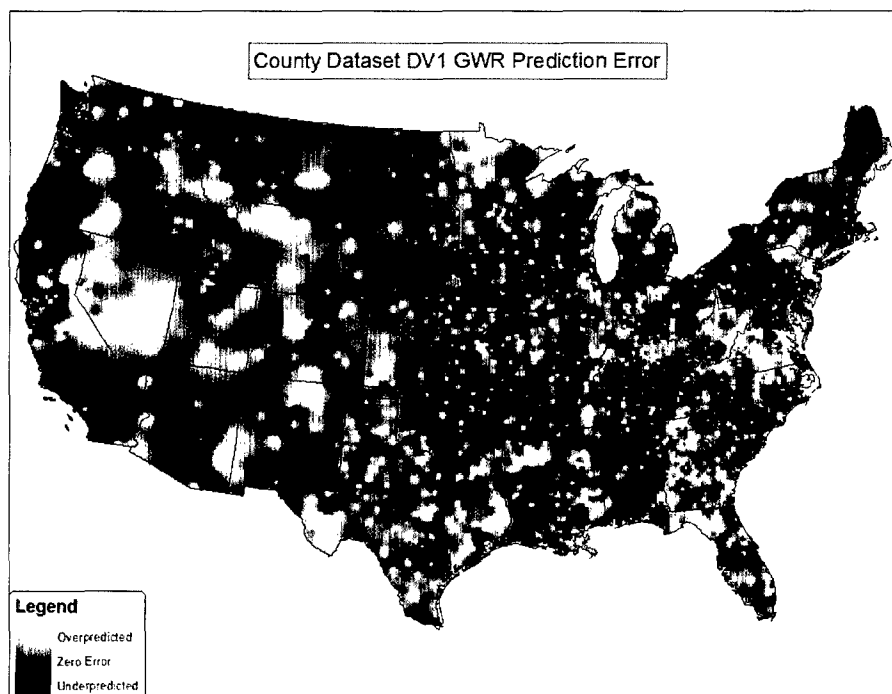 County Dataset DV1 GWR Prediction Error
Legend
Overpredicted
Zero Error
Underpredicted